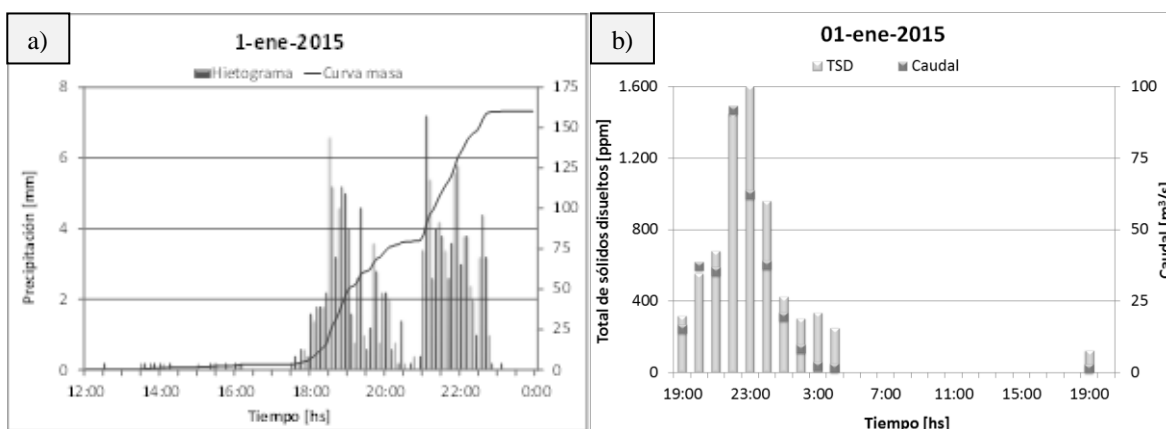 a)
1-ene-2015
Hietograma
Curva masa
Precipitación [mm]
8
6
4
2
0
175
150
125
100
75
50
25
0
12:00 14:00 16:00 18:00 20:00 22:00 0:00
Tiempo [hs]
b)
01-ene-2015
TSD
Caudal
Total de sólidos disueltos [ppm]
1.600
1.200
800
400
0
100
75
50
25
0
Caudal [m³/s]
19:00 23:00 3:00 7:00 11:00 15:00 19:00
Tiempo [hs]